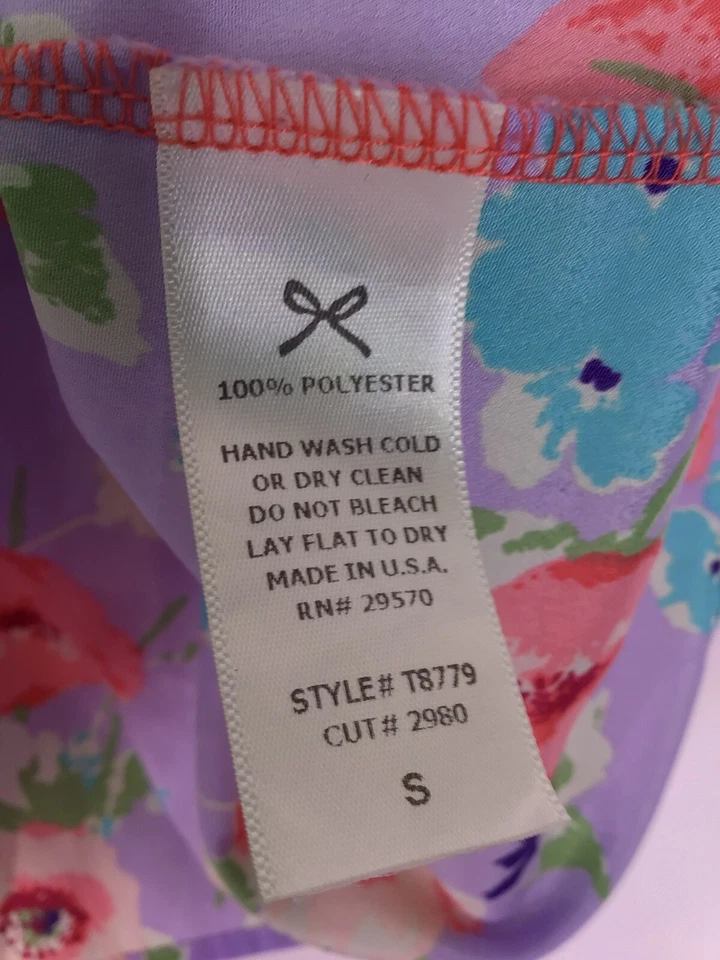 100% POLYESTER
HAND WASH COLD
OR DRY CLEAN
DO NOT BLEACH
LAY FLAT TO DRY
MADE IN U.S.A.
RN# 29570
STYLE# T8779
CUT# 2980
S